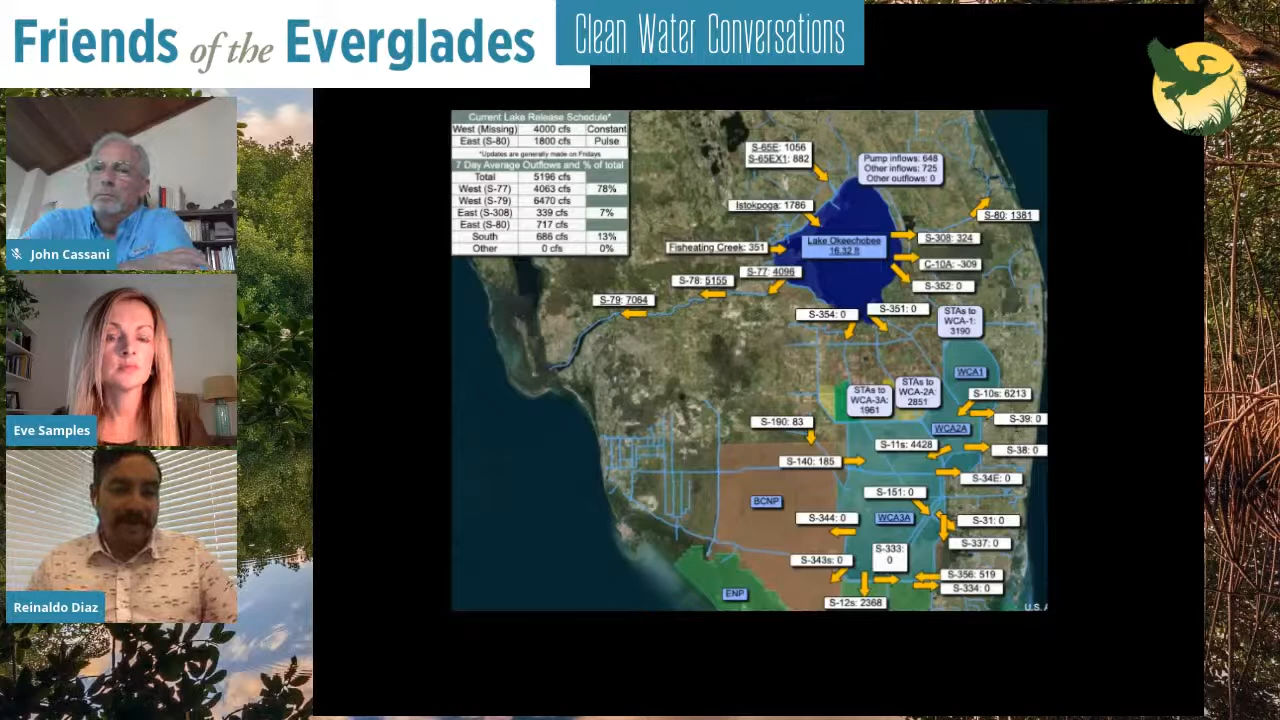 Friends of the Everglades
Clean Water Conversations
John Cassani
Eve Samples
Reinaldo Diaz
Current Lake Release Schedule*
West (Missing) 4000 cfs Constant
East (S-80) 1800 cfs Pulse
*Updates are generally made on Fridays
7 Day Average Outflows and % of total
Total 5196 cfs
West (S-77) 4063 cfs 78%
West (S-79) 6470 cfs
East (S-308) 339 cfs 7%
East (S-80) 717 cfs
South 686 cfs 13%
Other 0 cfs 0%
S-65E: 1056
S-65EX1: 882
Pump inflows: 648
Other inflows: 725
Other outflows: 0
Istokpoga: 1786
S-80: 1381
Fisheating Creek: 351
Lake Okeechobee
16.32 ft
S-308: 324
C-10A: -309
S-77: 4096
S-78: 5155
S-352: 0
S-79: 7064
S-354: 0
S-351: 0
STAs to
WCA-1:
3190
WCA1
STAs to
WCA-3A:
1961
STAs to
WCA-2A:
2851
S-10s: 6213
S-39: 0
S-190: 83
WCA2A
S-11s: 4428
S-38: 0
S-140: 185
S-34E: 0
S-151: 0
BCNP
S-344: 0
WCA3A
S-31: 0
S-337: 0
S-343s: 0
S-333:
0
S-356: 519
S-334: 0
ENP
S-12s: 2368
U.S. A